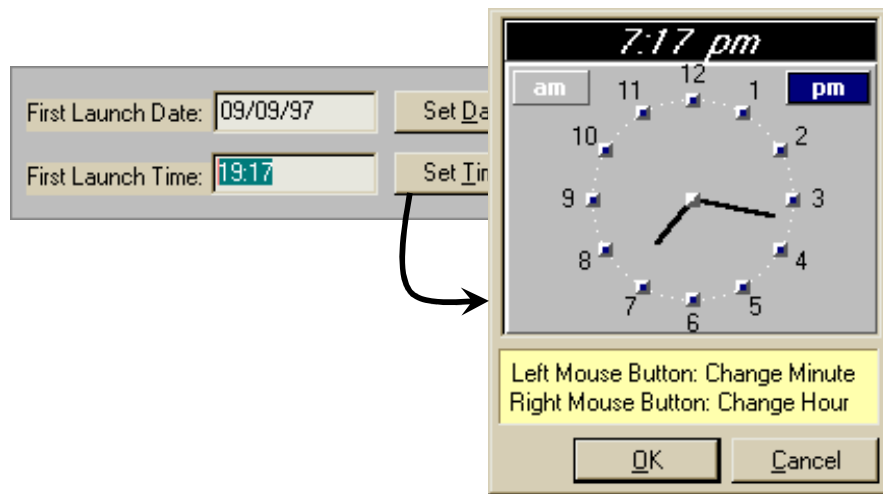 First Launch Date: 09/09/97 Set Da
First Launch Time: 19:17 Set Tim
7:17 pm
am
pm
12
1
2
3
4
5
6
7
8
9
10
11
Left Mouse Button: Change Minute
Right Mouse Button: Change Hour
OK Cancel